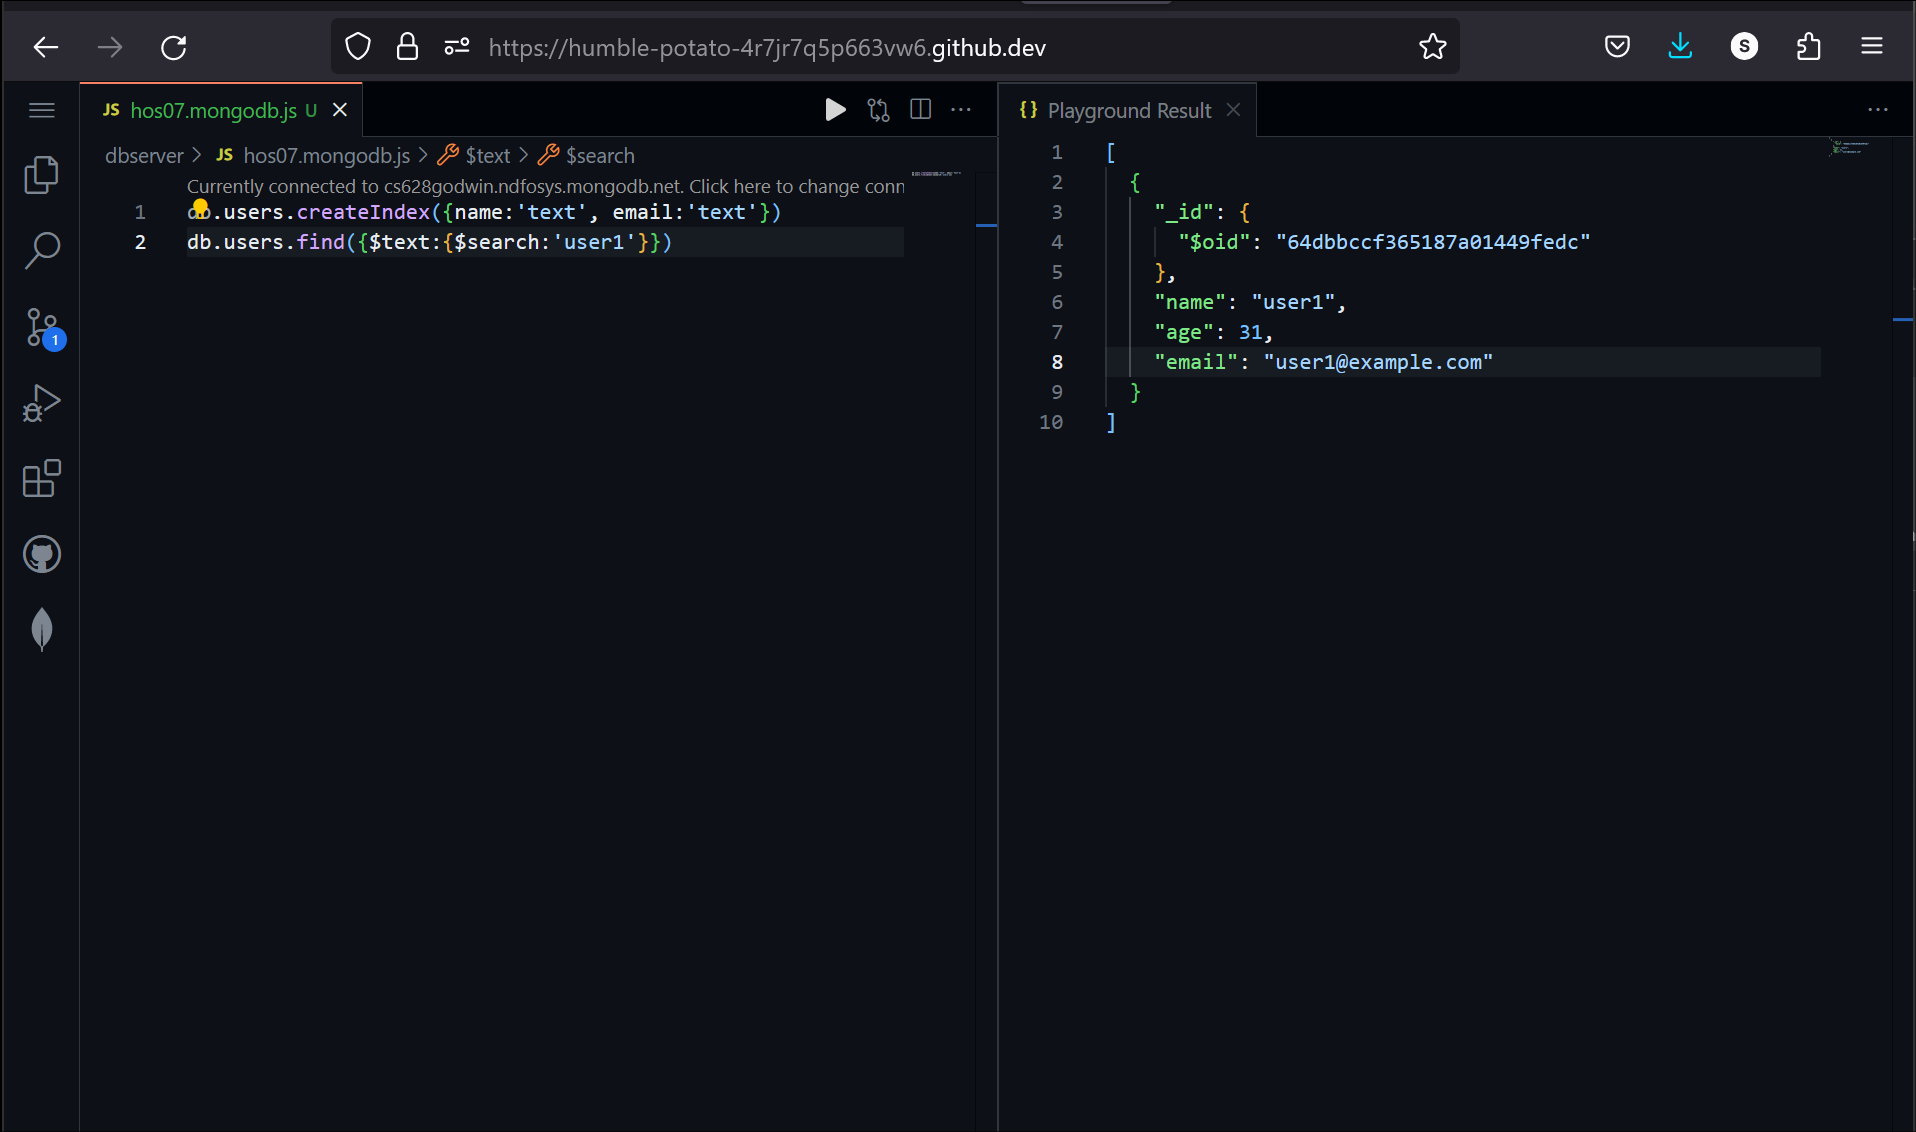 https://humble-potato-4r7jr7q5p663vw6.github.dev
S
JS hos07.mongodb.js U
{} Playground Result
dbserver > JS hos07.mongodb.js > $text > $search
Currently connected to cs628godwin.ndfosys.mongodb.net. Click here to change conn
1 db.users.createIndex({name:'text', email:'text'})
2 db.users.find({$text:{$search:'user1'}})
1
1 [
2 {
3 "_id": {
4 "$oid": "64dbbccf365187a01449fedc"
5 },
6 "name": "user1",
7 "age": 31,
8 "email": "user1@example.com"
9 }
10 ]